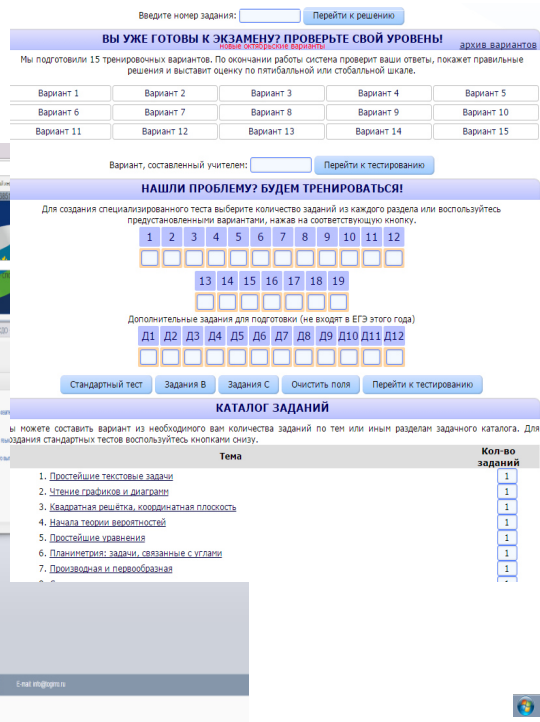 Введите номер задания:
Перейти к решению
ВЫ УЖЕ ГОТОВЫ К ЭКЗАМЕНУ? ПРОВЕРЬТЕ СВОЙ УРОВЕНЬ!
новые октябрьские варианты
архив вариантов
Мы подготовили 15 тренировочных вариантов. По окончании работы система проверит ваши ответы, покажет правильные
решения и выставит оценку по пятибалльной или стобалльной шкале.
Вариант 1 Вариант 2 Вариант 3 Вариант 4 Вариант 5
Вариант 6 Вариант 7 Вариант 8 Вариант 9 Вариант 10
Вариант 11 Вариант 12 Вариант 13 Вариант 14 Вариант 15
Вариант, составленный учителем:
Перейти к тестированию
НАШЛИ ПРОБЛЕМУ? БУДЕМ ТРЕНИРОВАТЬСЯ!
Для создания специализированного теста выберите количество заданий из каждого раздела или воспользуйтесь
предустановленными вариантами, нажав на соответствующую кнопку.
1 2 3 4 5 6 7 8 9 10 11 12
13 14 15 16 17 18 19
Дополнительные задания для подготовки (не входят в ЕГЭ этого года)
Д1 Д2 Д3 Д4 Д5 Д6 Д7 Д8 Д9 Д10 Д11 Д12
Стандартный тест Задания В Задания С Очистить поля Перейти к тестированию
КАТАЛОГ ЗАДАНИЙ
ы можете составить вариант из необходимого вам количества заданий по тем или иным разделам задачного каталога. Для
оздания стандартных тестов воспользуйтесь кнопками снизу.
Тема
Кол-во
заданий
1. Простейшие текстовые задачи 1
2. Чтение графиков и диаграмм 1
3. Квадратная решётка, координатная плоскость 1
4. Начала теории вероятностей 1
5. Простейшие уравнения 1
6. Планиметрия: задачи, связанные с углами 1
7. Производная и первообразная 1